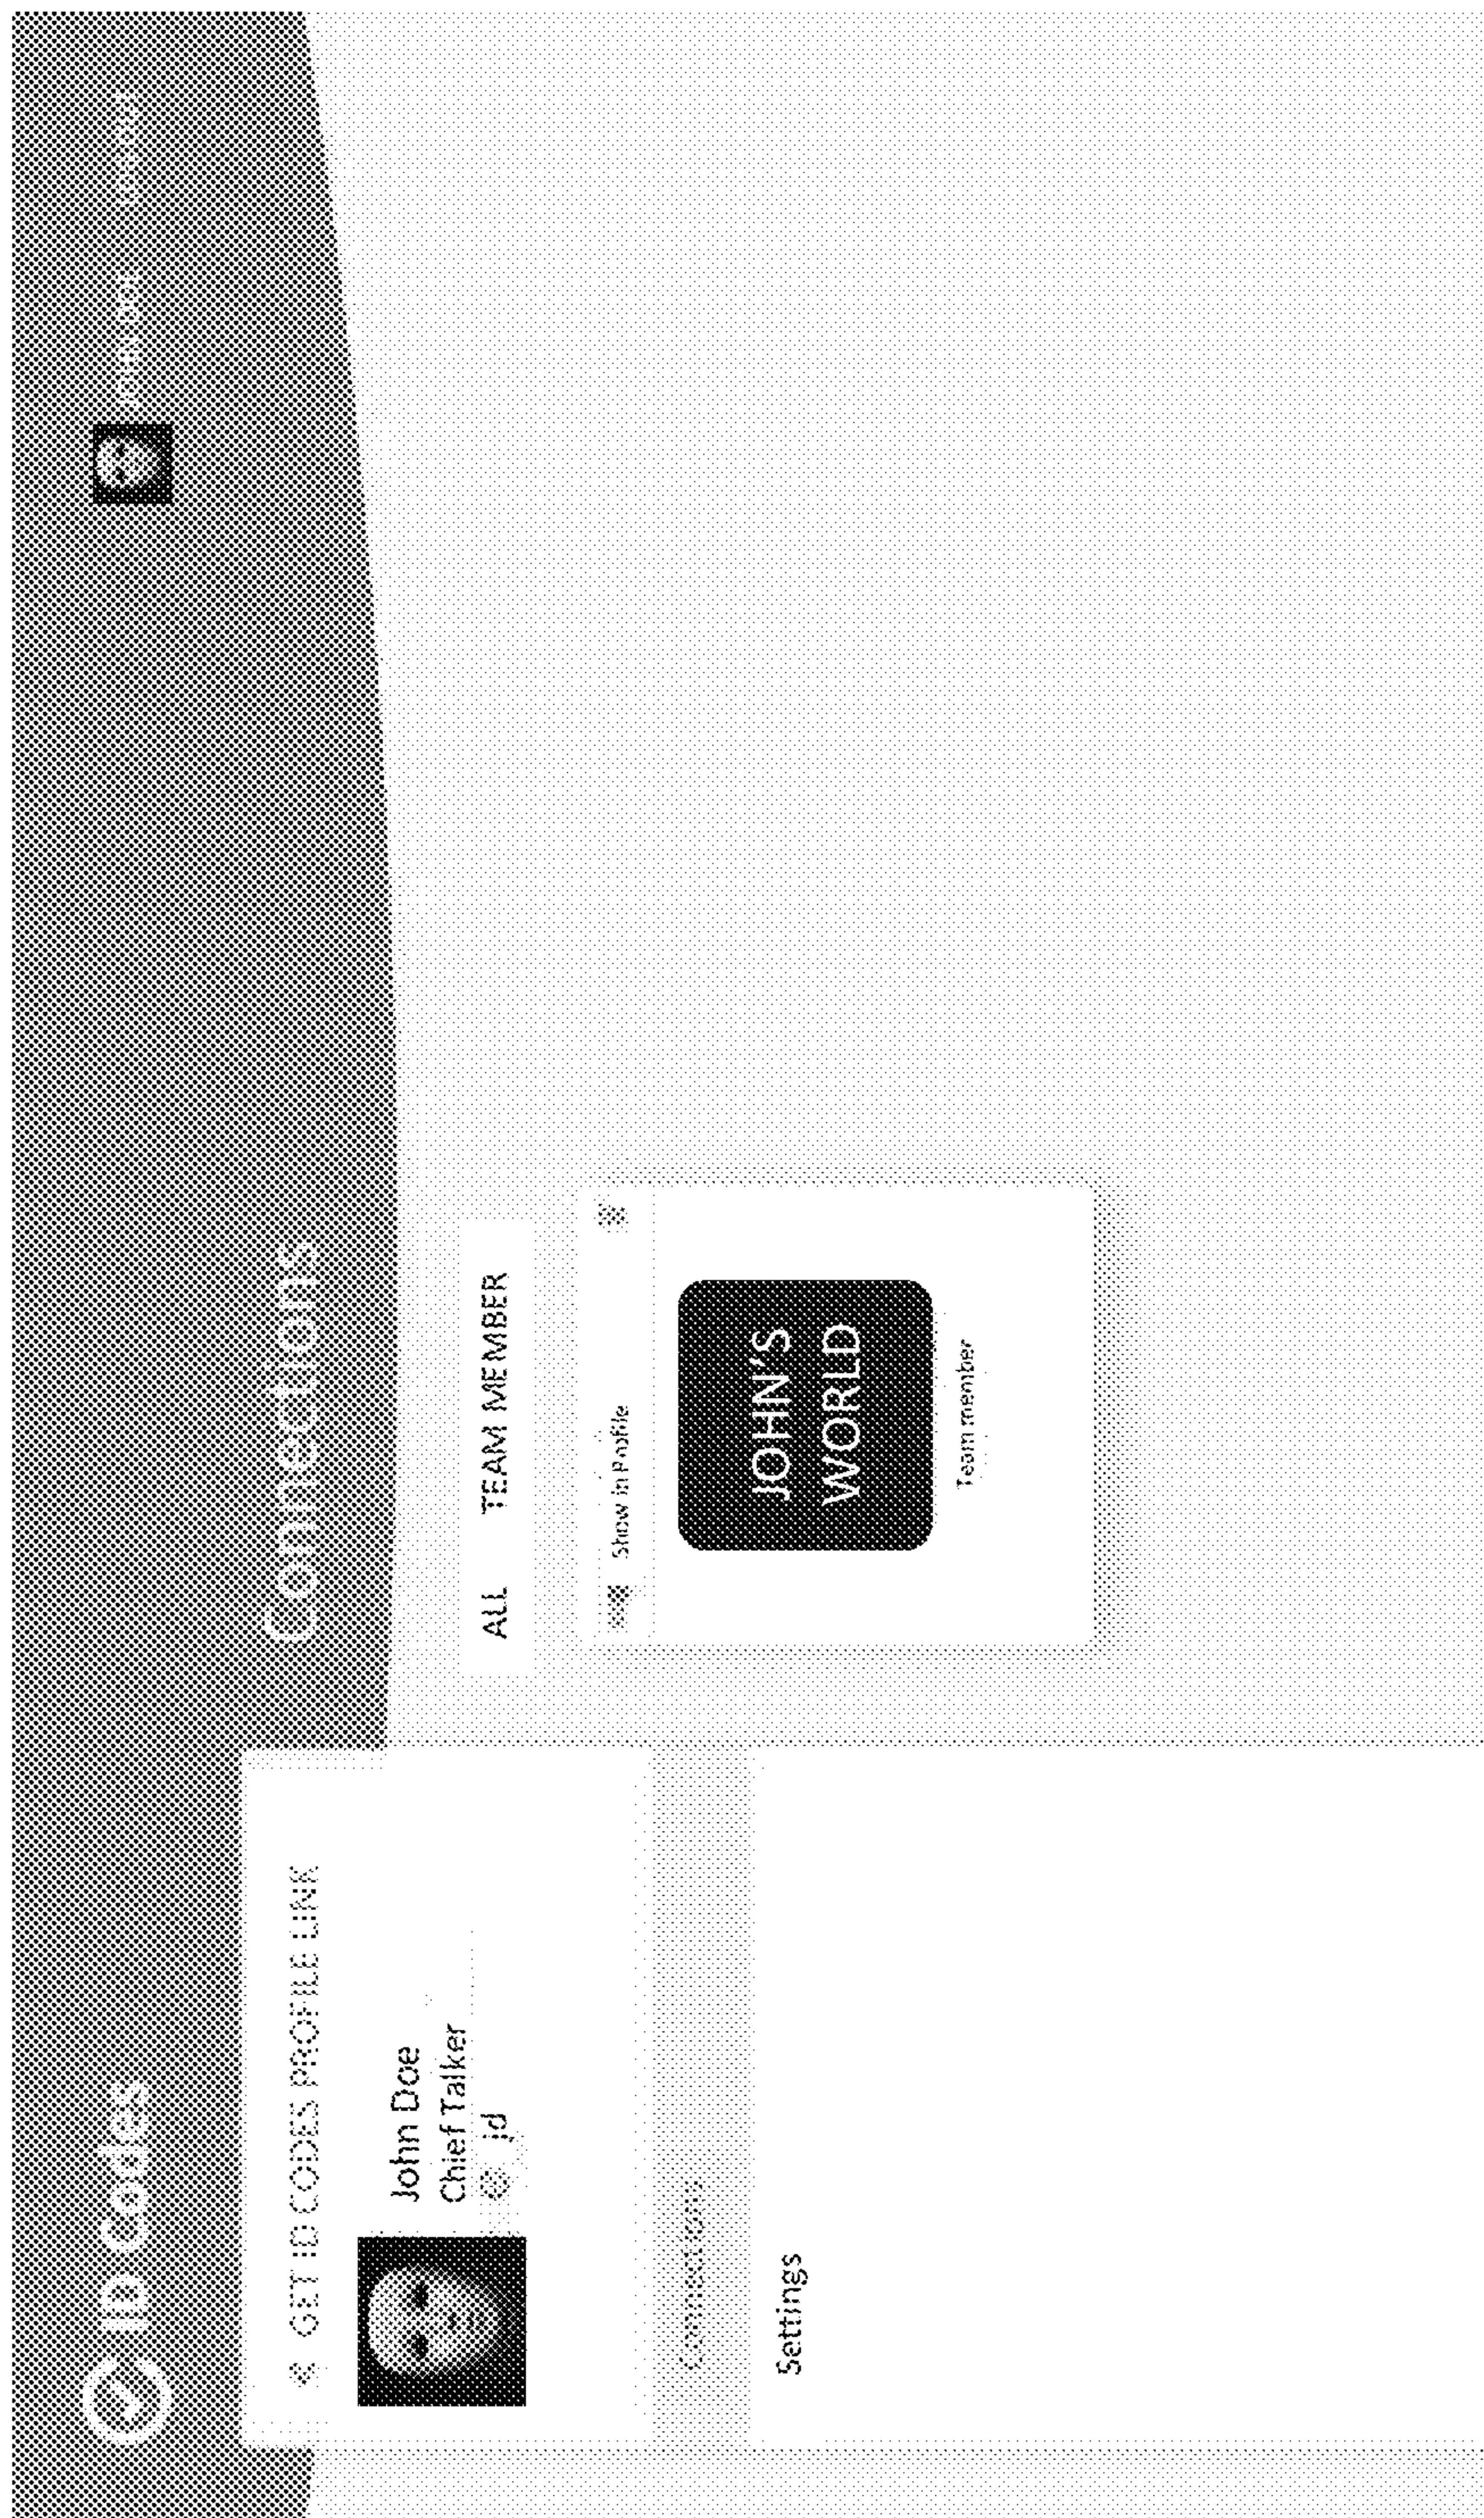 ID Codes
GET ID CODES PROFILE LINK
John Doe
Chief Talker
@ jd
Connections
Settings
Connections
ALL TEAM MEMBER
Show in Profile
JOHN'S
WORLD
Team member